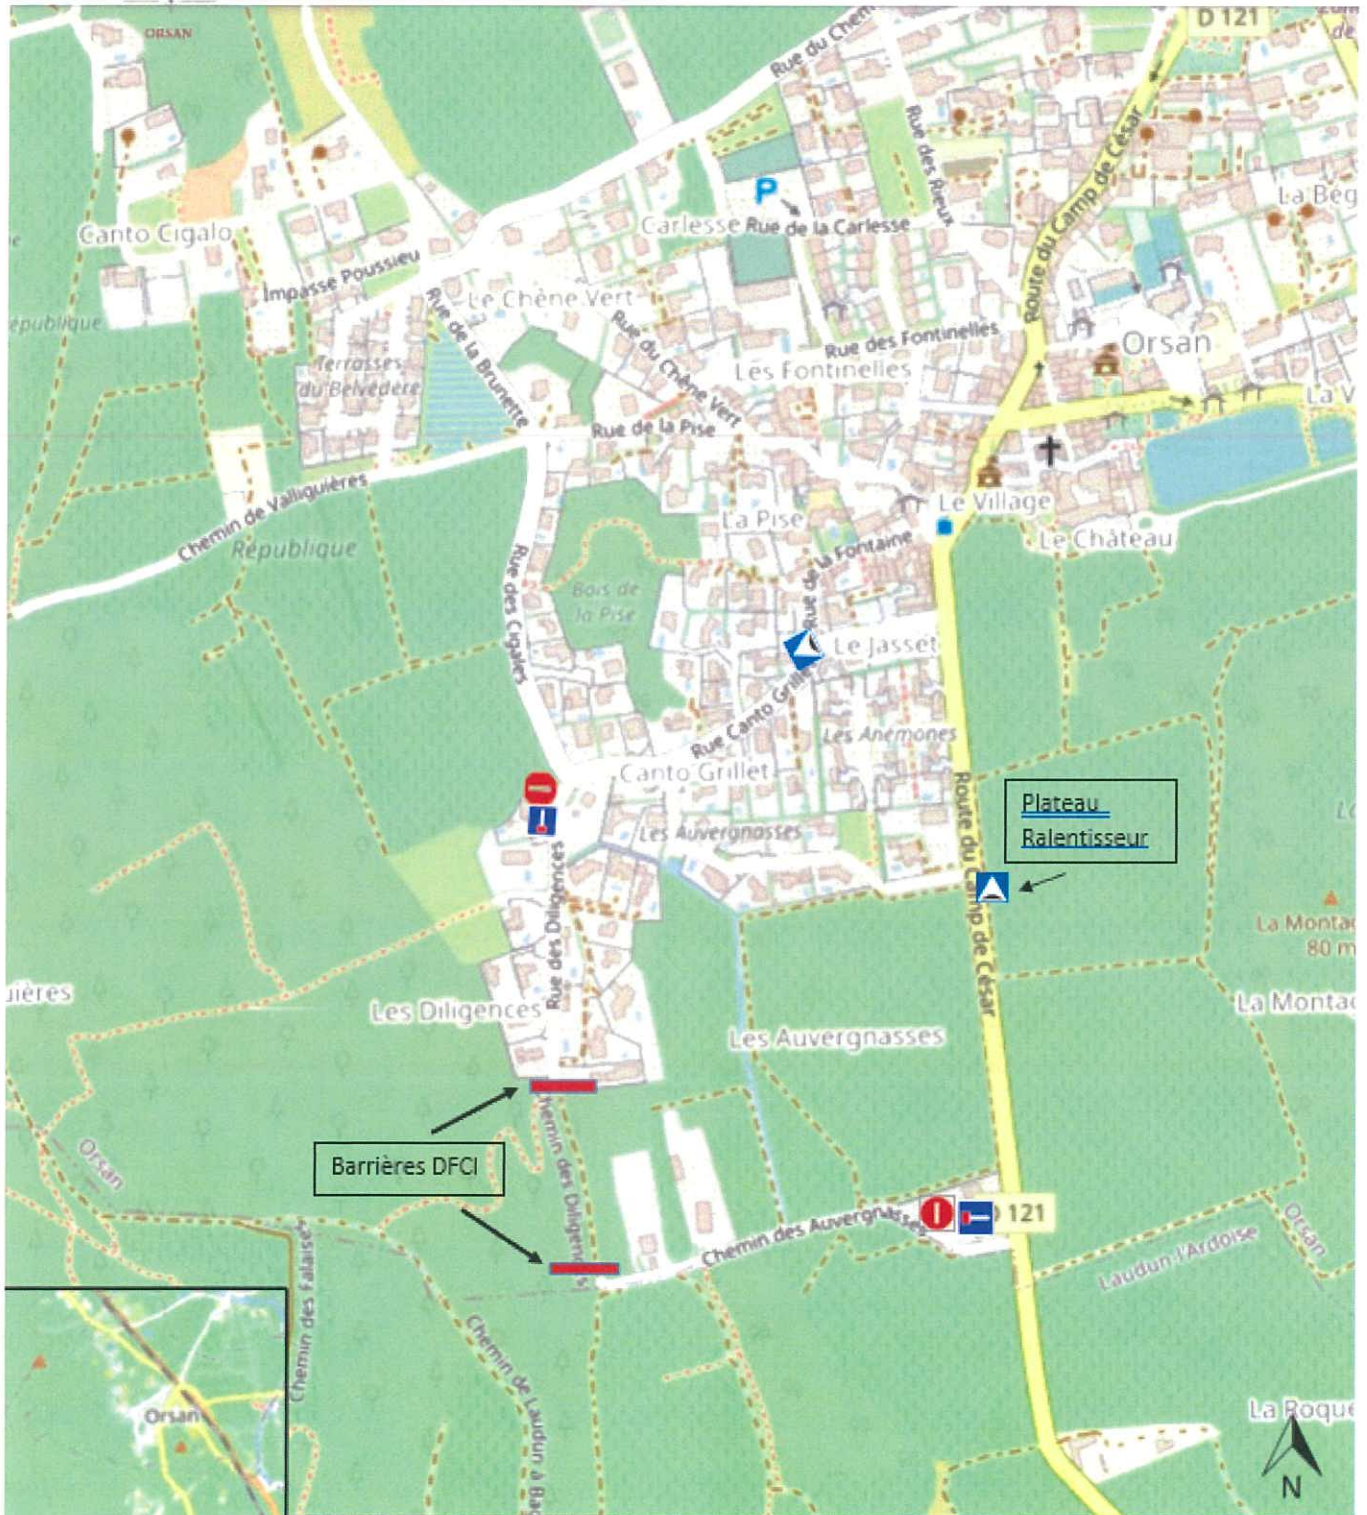 ORSAN
D 121
Rue du Chem
Rue des Rieux
Route du Camp de César
P
Canto Cigalo
Carlesse
Rue de la Carlesse
La Bég
Impasse Poussieu
Le Chêne Vert
Rue de la Brunette
Rue du Chêne Vert
Rue des Fontinelles
Orsan
épublique
Terrasses
du Belvédère
Les Fontinelles
La V
Rue de la Pise
Chemin de Valliguières
République
Le Village
La Pise
Le Château
Rue de la Fontaine
Rue des Cigales
Bois de
la Pise
Le Jasset
Rue Canto Grille
Les Anémones
Canto Grillet
Plateau
Ralentisseur
Les Auvergnasses
Route du Camp de César
Rue des Diligences
La Montag
80 m
uières
Les Diligences
La Montag
Les Auvergnasses
Barrières DFCI
Orsan
hemin des Diligences
Chemin des Auvergnasses
121
Orsan
Laudun-l'Ardoise
Chemin des Falaises
Chemin de Laudun à Bag
Orsan
La Roque
N